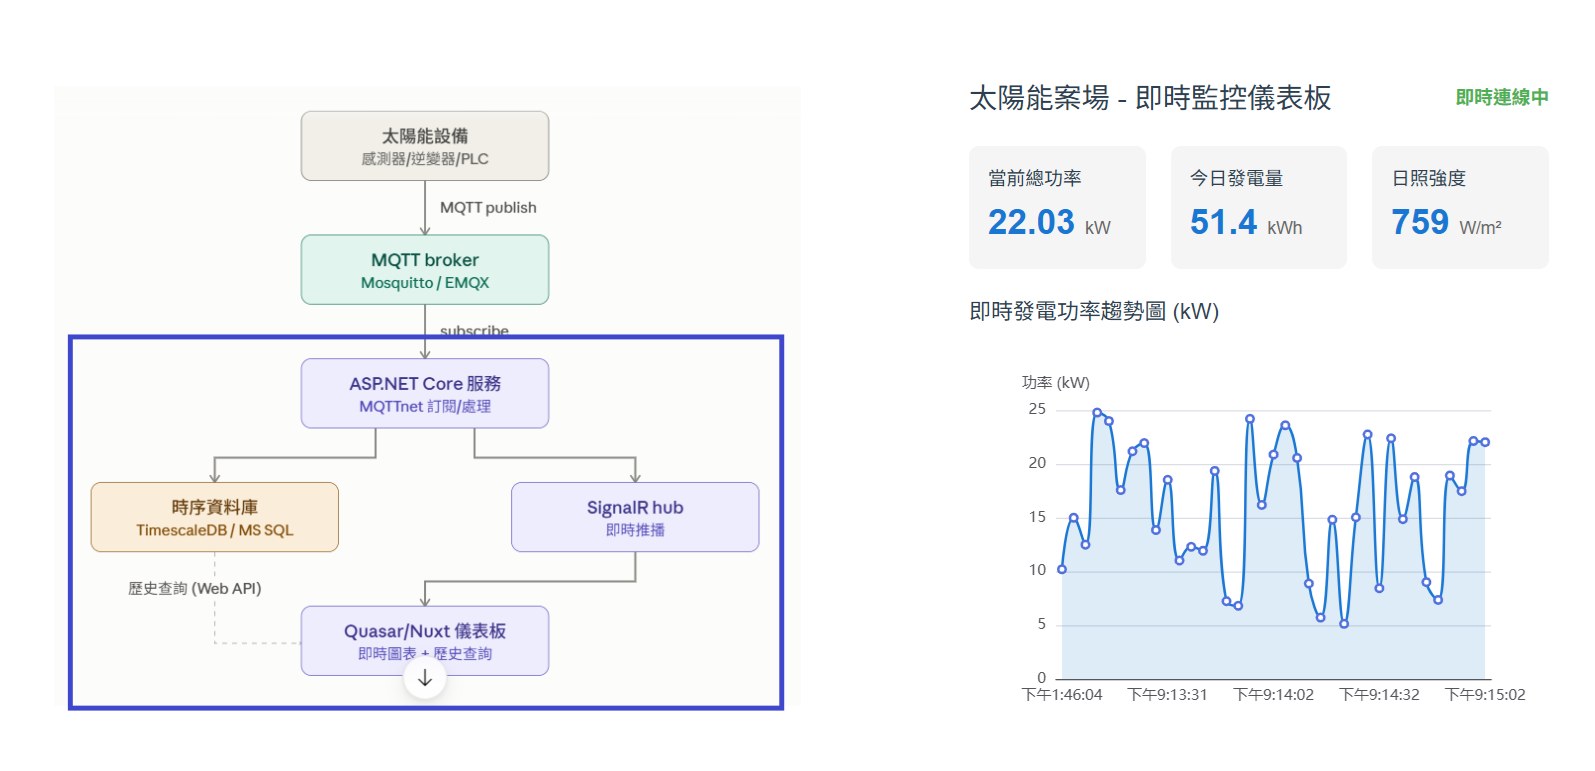 太陽能設備
感測器/逆變器/PLC
MQTT publish
MQTT broker
Mosquitto / EMQX
subscribe
ASP.NET Core 服務
MQTTnet 訂閱/處理
時序資料庫
TimescaleDB / MS SQL
SignalR hub
即時推播
歷史查詢 (Web API)
Quasar/Nuxt 儀表板
即時圖表 + 歷史查詢
太陽能案場 - 即時監控儀表板
即時連線中
當前總功率
22.03 kW
今日發電量
51.4 kWh
日照強度
759 W/m²
即時發電功率趨勢圖 (kW)
功率 (kW)
25
20
15
10
5
0
下午1:46:04 下午9:13:31 下午9:14:02 下午9:14:32 下午9:15:02